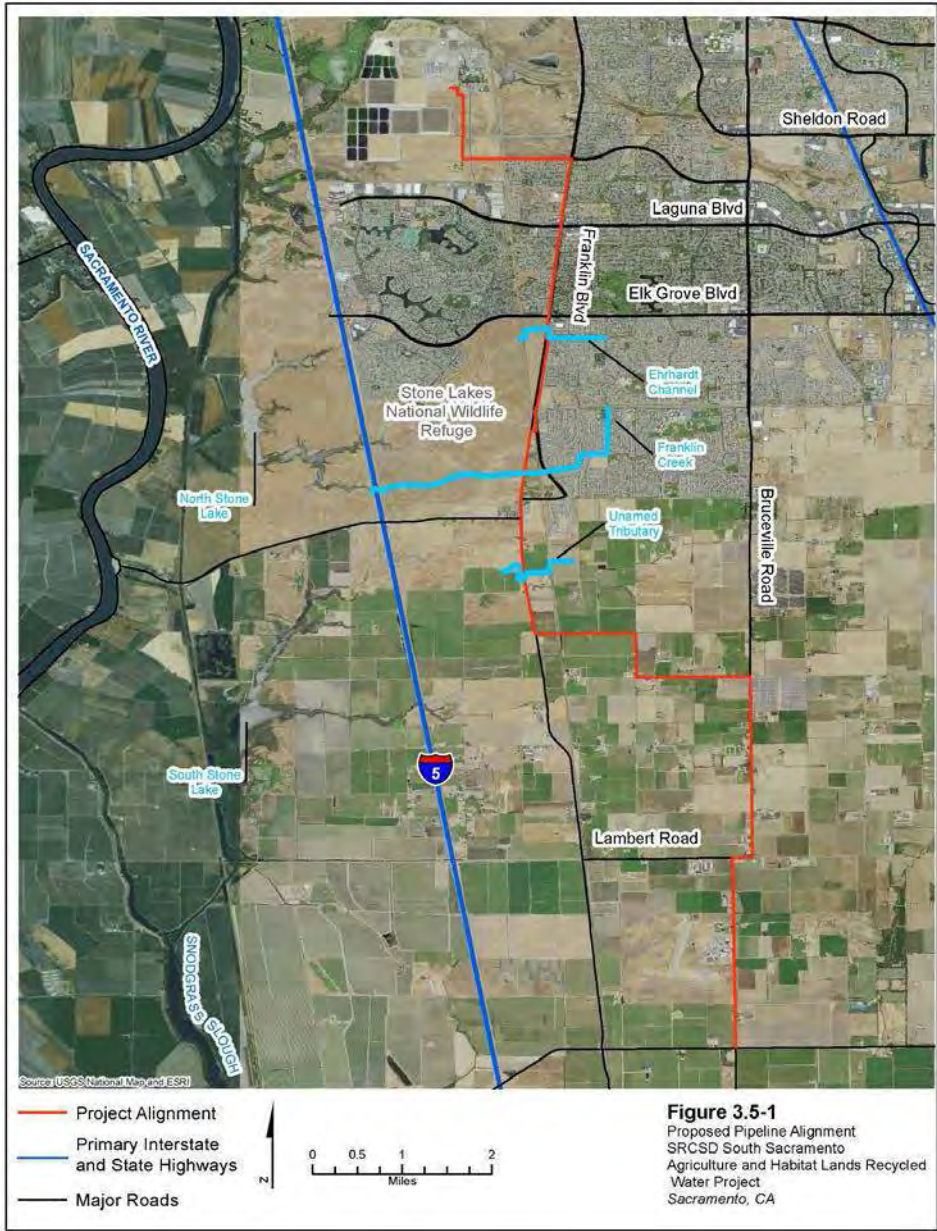 Sheldon Road
Laguna Blvd
Franklin Blvd
Elk Grove Blvd
SACRAMENTO RIVER
Ehrhardt
Channel
Stone Lakes
National Wildlife
Refuge
Franklin
Creek
North Stone
Lake
Bruceville Road
Unamed
Tributary
South Stone
Lake
5
Lambert Road
SNODGRASS SLOUGH
Source: USGS National Map and ESRI
Project Alignment
Primary Interstate
and State Highways
Major Roads
N
0 0.5 1 2
Miles
Figure 3.5-1
Proposed Pipeline Alignment
SRCSD South Sacramento
Agriculture and Habitat Lands Recycled
Water Project
Sacramento, CA